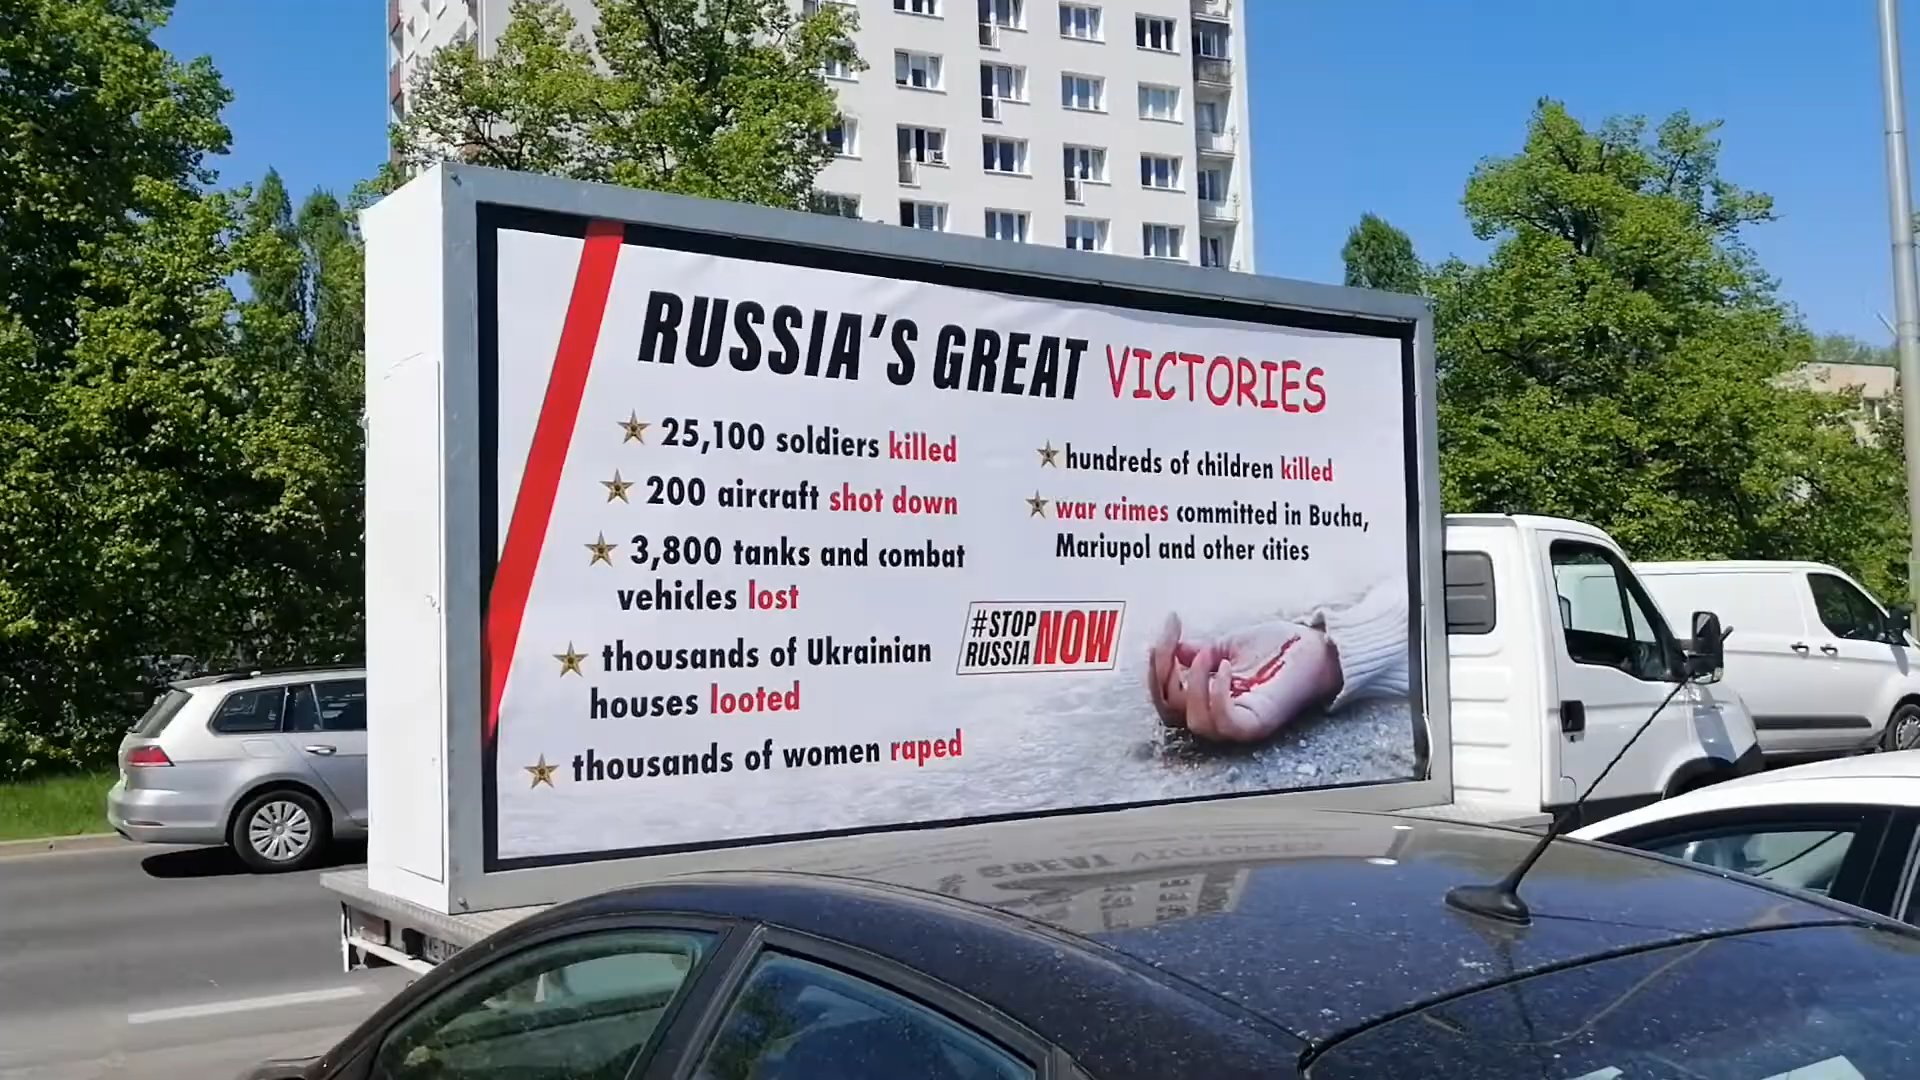 RUSSIA'S GREAT VICTORIES
25,100 soldiers killed
200 aircraft shot down
3,800 tanks and combat
vehicles lost
thousands of Ukrainian
houses looted
thousands of women raped
hundreds of children killed
war crimes committed in Bucha,
Mariupol and other cities
#STOP
RUSSIA NOW